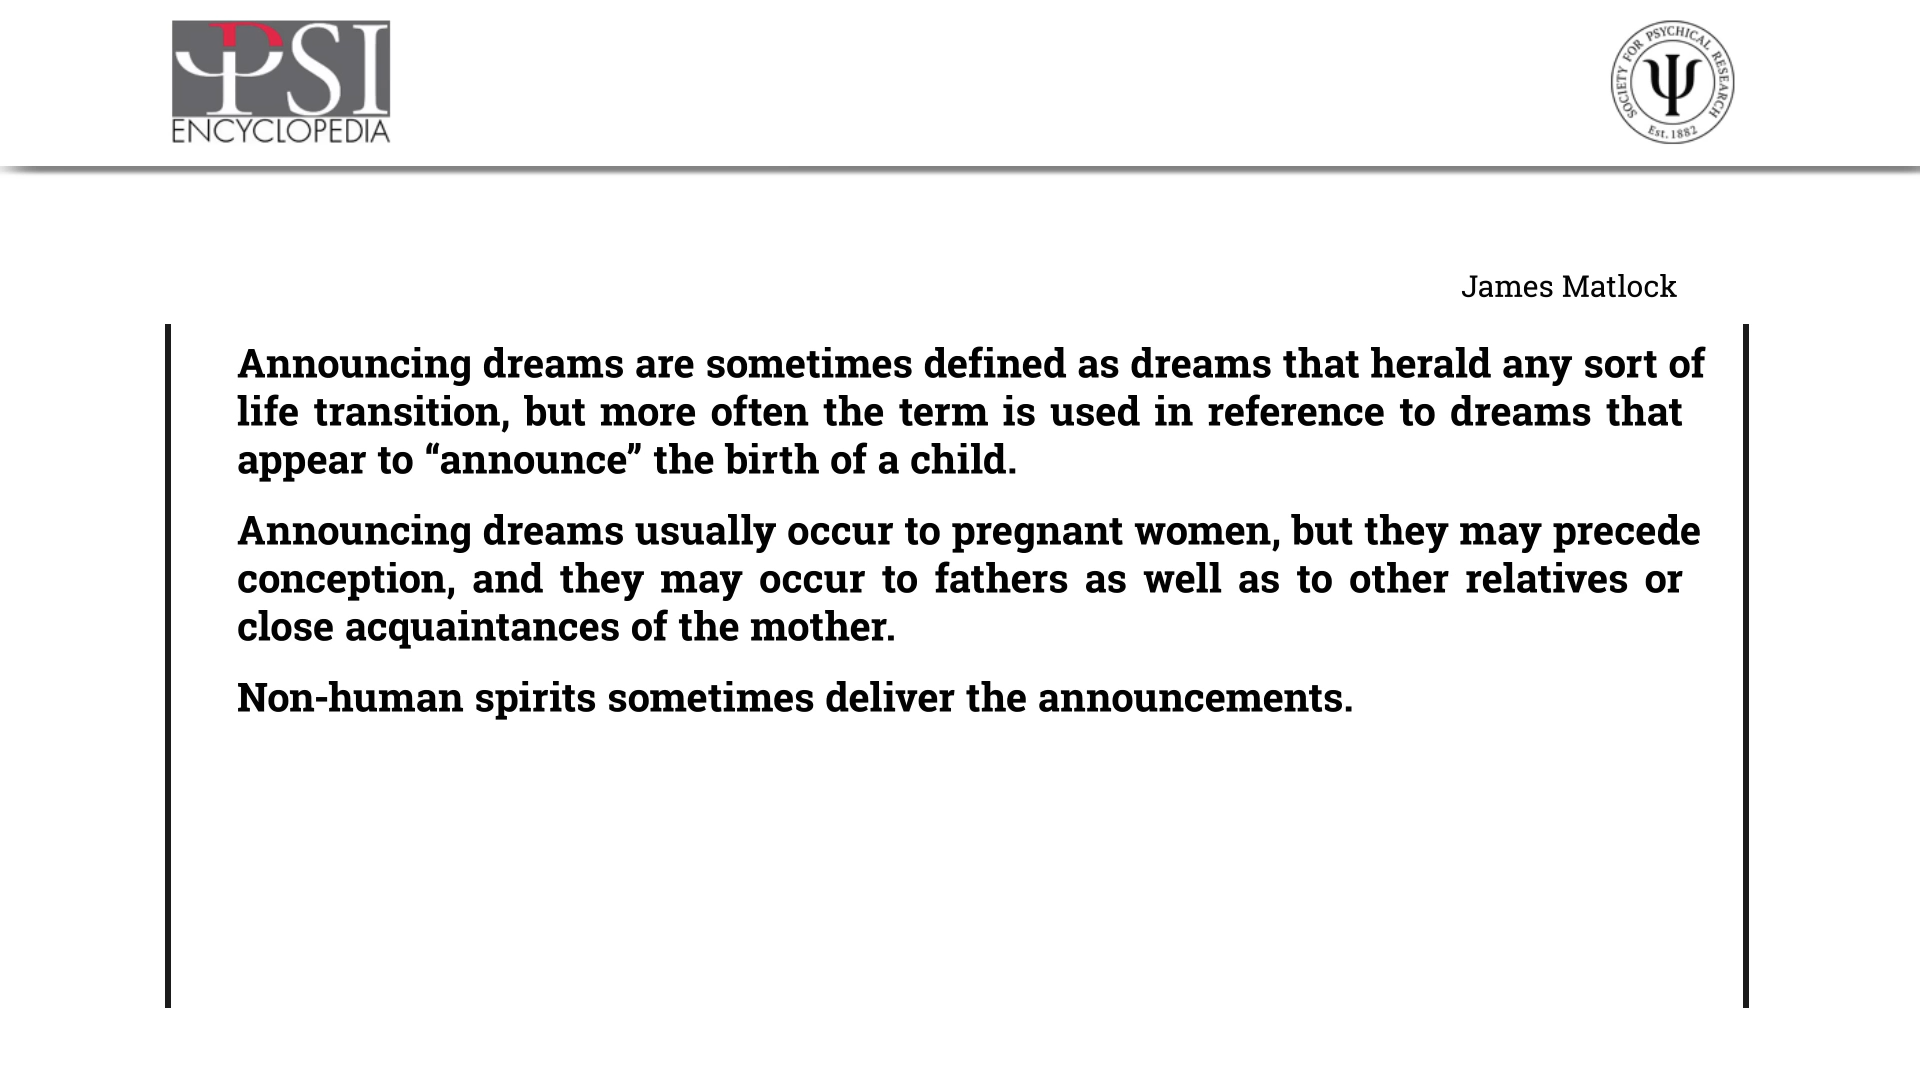 PSI
ENCYCLOPEDIA
SOCIETY FOR PSYCHICAL RESEARCH
Est. 1882
James Matlock
Announcing dreams are sometimes defined as dreams that herald any sort of
life transition, but more often the term is used in reference to dreams that
appear to “announce” the birth of a child.
Announcing dreams usually occur to pregnant women, but they may precede
conception, and they may occur to fathers as well as to other relatives or
close acquaintances of the mother.
Non-human spirits sometimes deliver the announcements.